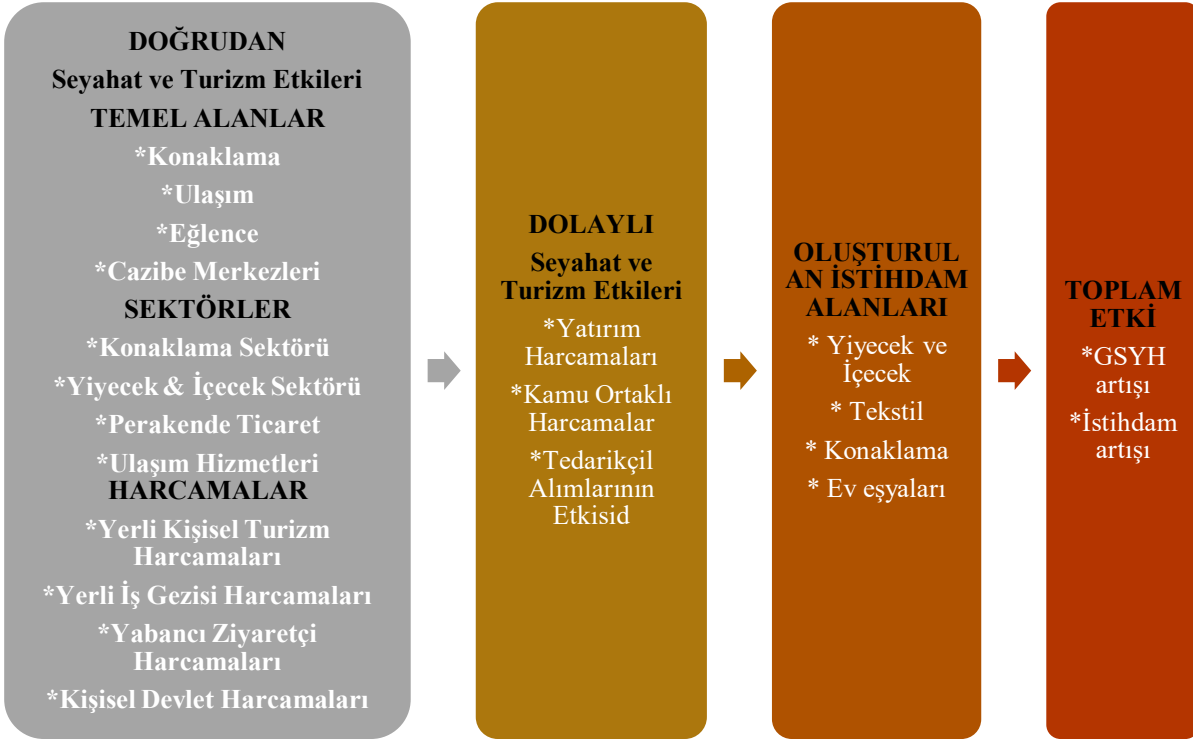 DOĞRUDAN
Seyahat ve Turizm Etkileri
TEMEL ALANLAR
*Konaklama
*Ulaşım
*Eğlence
*Cazibe Merkezleri
SEKTÖRLER
*Konaklama Sektörü
*Yiyecek & İçecek Sektörü
*Perakende Ticaret
*Ulaşım Hizmetleri
HARCAMALAR
*Yerli Kişisel Turizm
Harcamaları
*Yerli İş Gezisi Harcamaları
*Yabancı Ziyaretçi
Harcamaları
*Kişisel Devlet Harcamaları
DOLAYLI
Seyahat ve
Turizm Etkileri
*Yatırım
Harcamaları
*Kamu Ortaklı
Harcamalar
*Tedarikçil
Alımlarının
Etkisid
OLUŞTURUL
AN İSTİHDAM
ALANLARI
* Yiyecek ve
İçecek
* Tekstil
* Konaklama
* Ev eşyaları
TOPLAM
ETKİ
*GSYH
artışı
*İstihdam
artışı